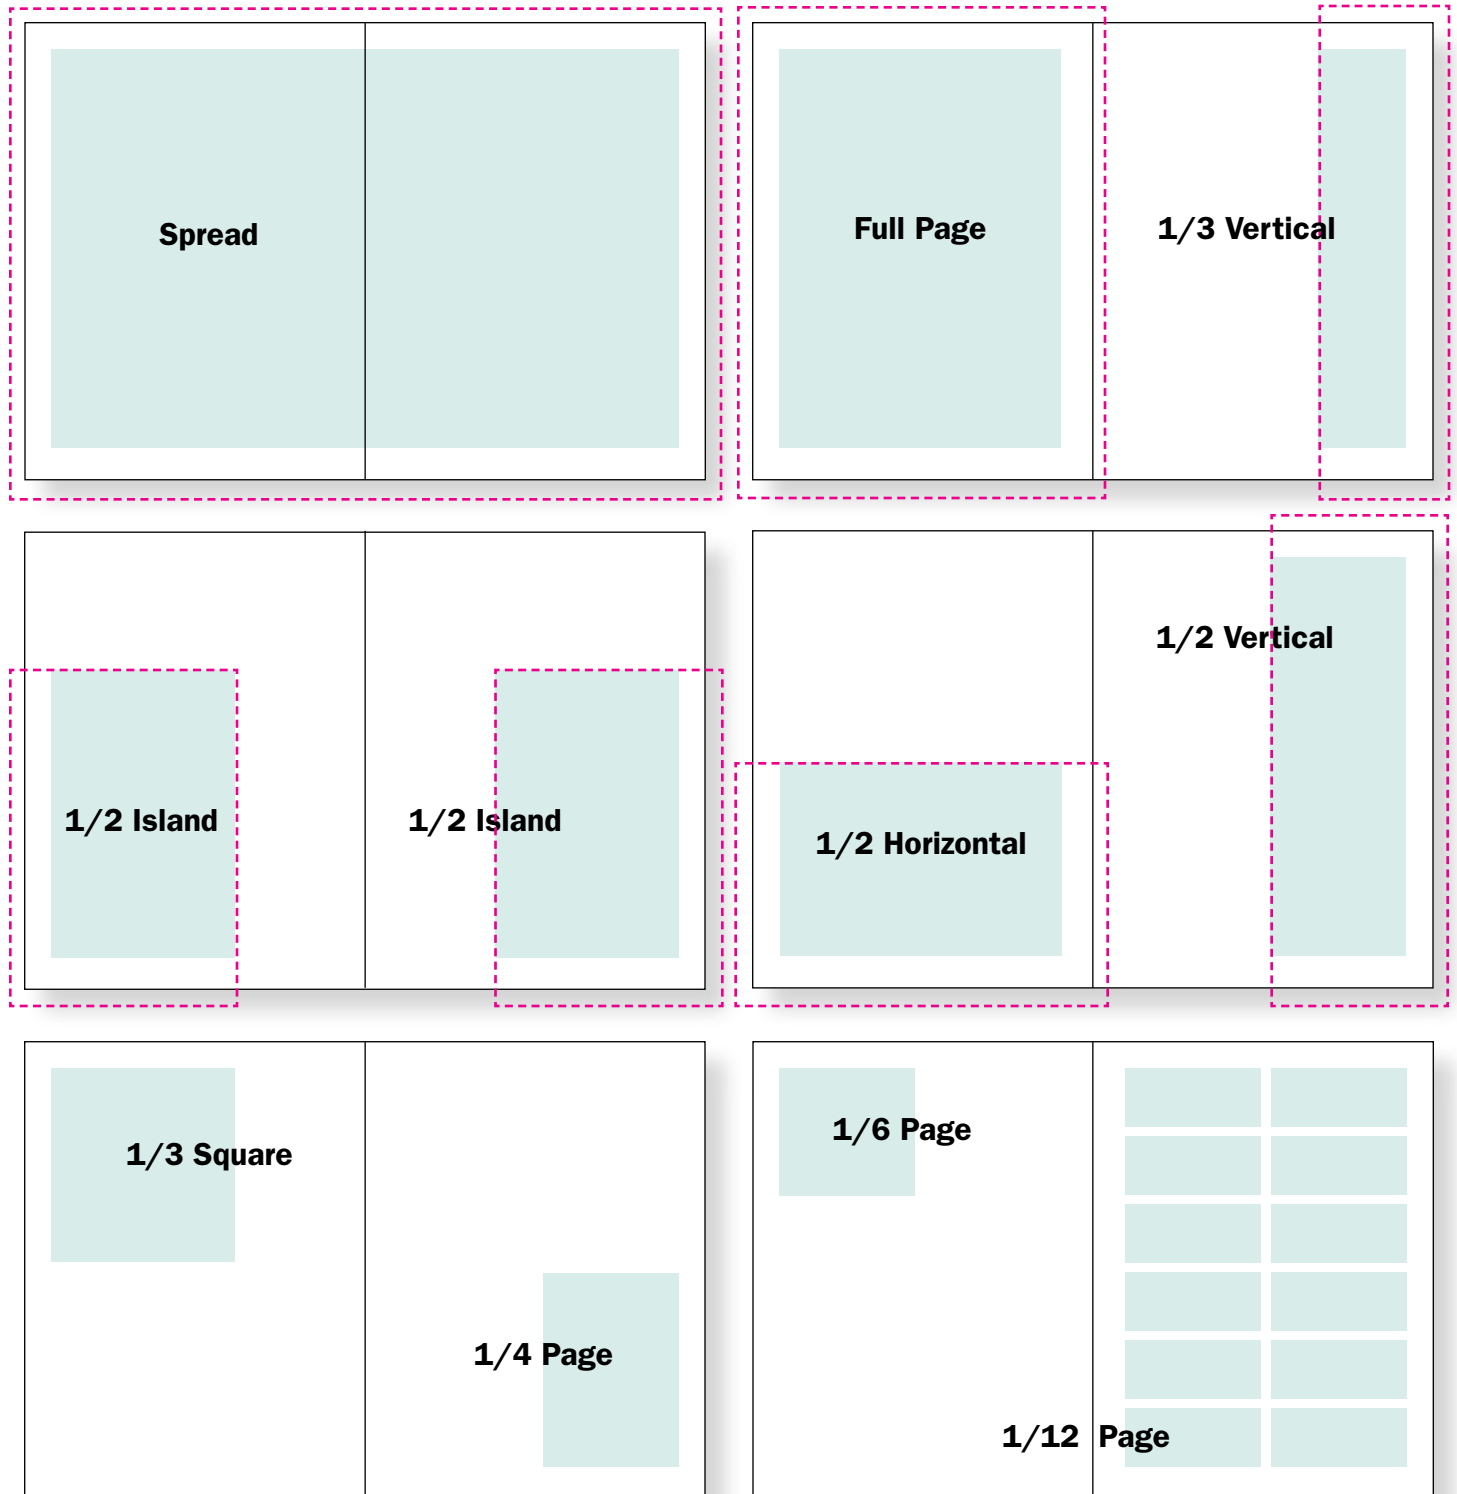 Spread
Full Page
1/3 Vertical
1/2 Island
1/2 Island
1/2 Vertical
1/2 Horizontal
1/3 Square
1/4 Page
1/6 Page
1/12 Page